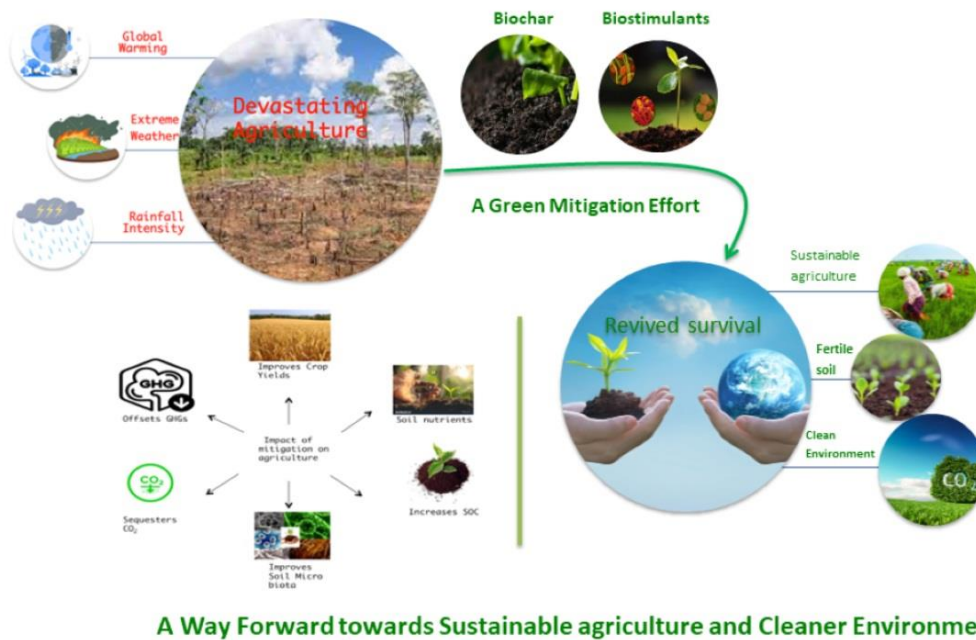 Global
Warming
Extreme
Weather
Rainfall
Intensity
Devastating
Agriculture
Biochar
Biostimulants
A Green Mitigation Effort
Revived survival
Sustainable
agriculture
Fertile
soil
Clean
Environment
CO2
Improves Crop
Yields
GHG
Offsets GHGs
Soil nutrients
Impact of
mitigation on
agriculture
CO2
Sequesters
CO2
Increases SOC
Improves
Soil Micro
biota
A Way Forward towards Sustainable agriculture and Cleaner Environme